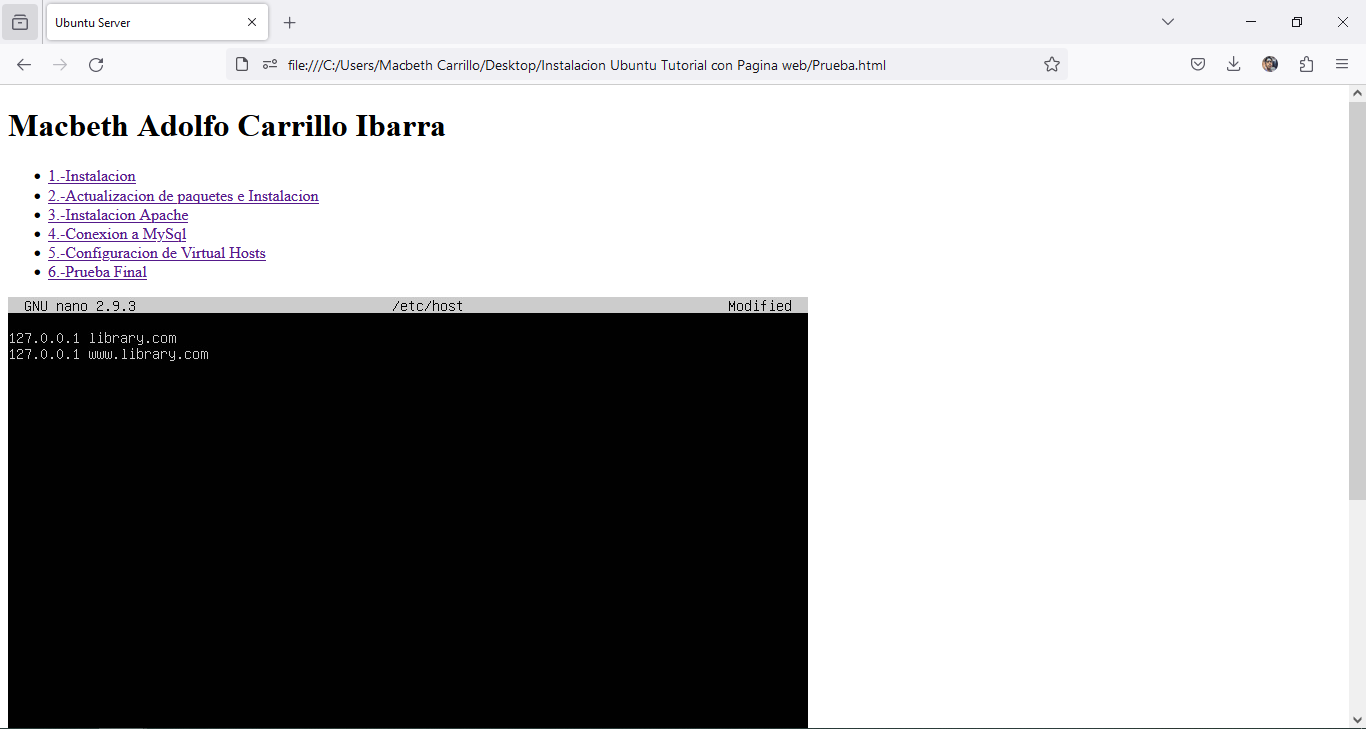 Ubuntu Server
file:///C:/Users/Macbeth Carrillo/Desktop/Instalacion Ubuntu Tutorial con Pagina web/Prueba.html
Macbeth Adolfo Carrillo Ibarra
1.-Instalacion
2.-Actualizacion de paquetes e Instalacion
3.-Instalacion Apache
4.-Conexion a MySql
5.-Configuracion de Virtual Hosts
6.-Prueba Final
GNU nano 2.9.3 /etc/host Modified
127.0.0.1 library.com
127.0.0.1 www.library.com